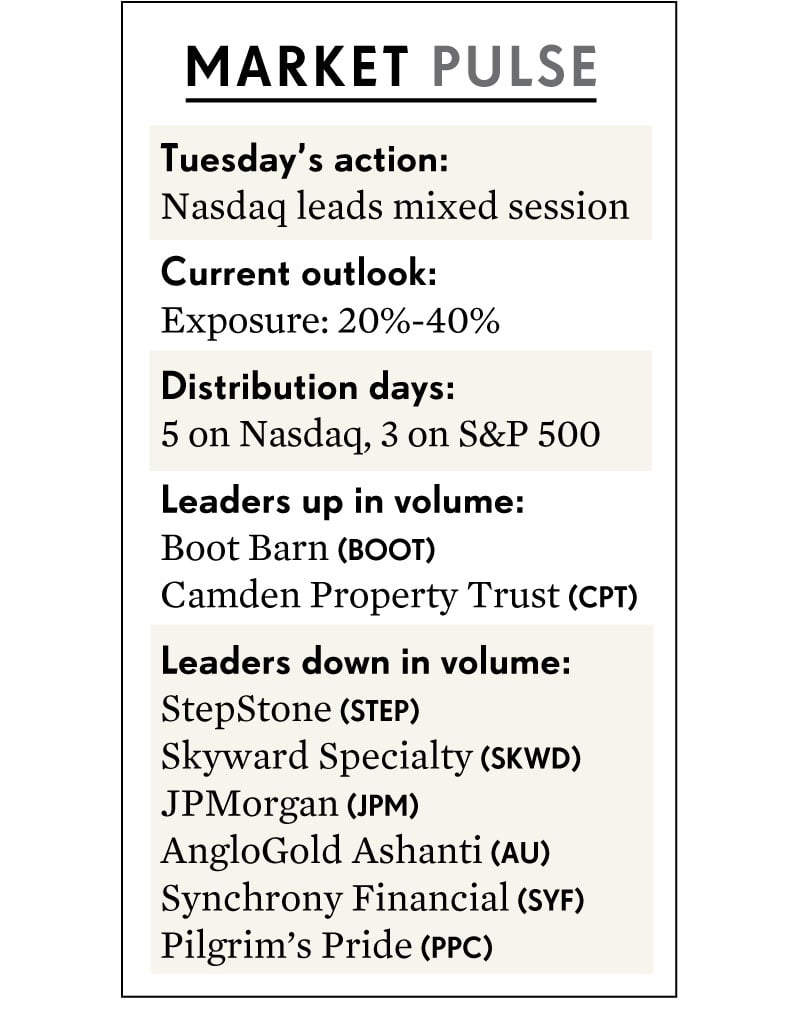 MARKET PULSE
Tuesday’s action:
Nasdaq leads mixed session
Current outlook:
Exposure: 20%-40%
Distribution days:
5 on Nasdaq, 3 on S&P 500
Leaders up in volume:
Boot Barn (BOOT)
Camden Property Trust (CPT)
Leaders down in volume:
StepStone (STEP)
Skyward Specialty (SKWD)
JPMorgan (JPM)
AngloGold Ashanti (AU)
Synchrony Financial (SYF)
Pilgrim’s Pride (PPC)